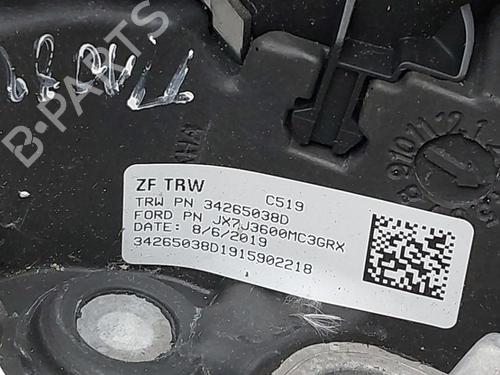 B-PARTS
ZF TRW C519
TRW PN 34265038D
FORD PN JX7J3600MC3GRX
DATE: 8/6/2019
34265038D1915902218